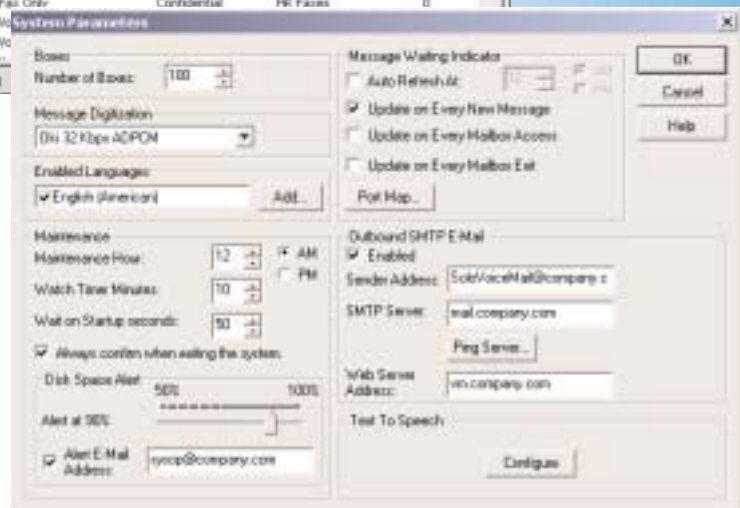 Fax Only Confidential HR Faxes 0
System Parameters
Boxes
Number of Boxes: 100
Message Digitization
Oki 32 Kbps ADPCM
Enabled Languages
English (American) Add...
Maintenance
Maintenance Hour: 12 AM
PM
Watch Timer Minutes: 10
Wait on Startup seconds: 50
Always confirm when exiting the system.
Disk Space Alert
50% 100%
Alert at 90%
Alert E-Mail Address: sysop@company.com
Message Waiting Indicator
Auto Refresh At:
Update on Every New Message
Update on Every Mailbox Access
Update on Every Mailbox Exit
Port Map...
Outbound SMTP E-Mail
Enabled
Sender Address: SoloVoiceMail@company.c
SMTP Server: mail.company.com
Ping Server...
Web Server Address: vm.company.com
Text To Speech
Configure
OK
Cancel
Help